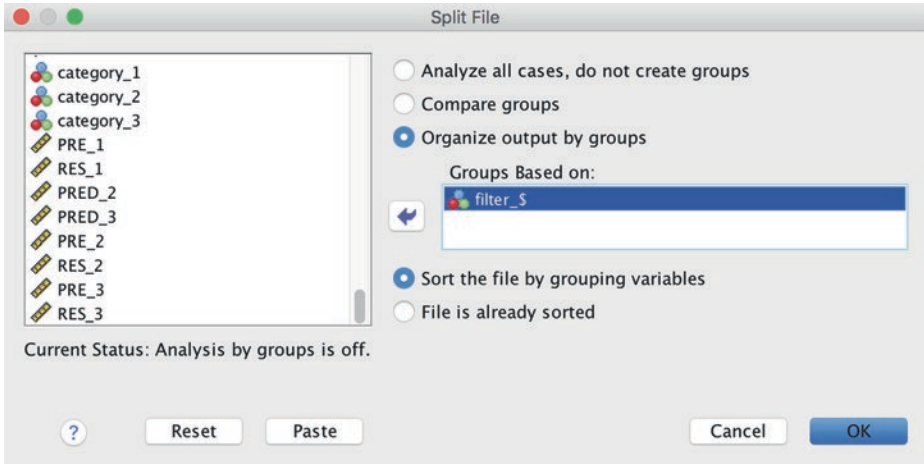 Split File
category_1
category_2
category_3
PRE_1
RES_1
PRED_2
PRED_3
PRE_2
RES_2
PRE_3
RES_3
Current Status: Analysis by groups is off.
Analyze all cases, do not create groups
Compare groups
Organize output by groups
Groups Based on:
filter_$
Sort the file by grouping variables
File is already sorted
?
Reset
Paste
Cancel
OK